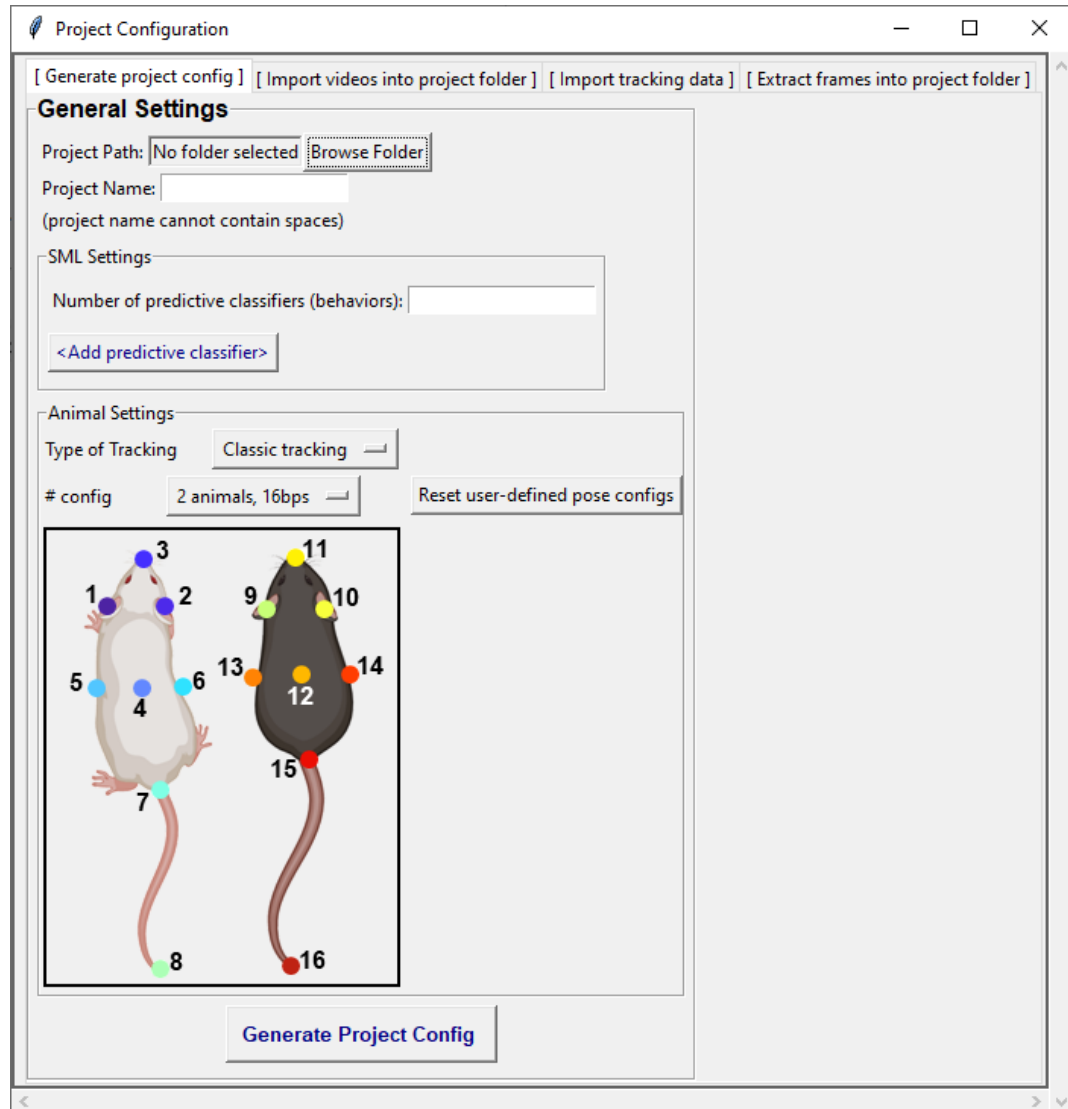 Project Configuration
[ Generate project config ] [ Import videos into project folder ] [ Import tracking data ] [ Extract frames into project folder ]
General Settings
Project Path: No folder selected Browse Folder
Project Name:
(project name cannot contain spaces)
SML Settings
Number of predictive classifiers (behaviors):
<Add predictive classifier>
Animal Settings
Type of Tracking Classic tracking
# config 2 animals, 16bps Reset user-defined pose configs
3 11
1 2 9 10
5 6 13 14
4 12
15
7
8 16
Generate Project Config